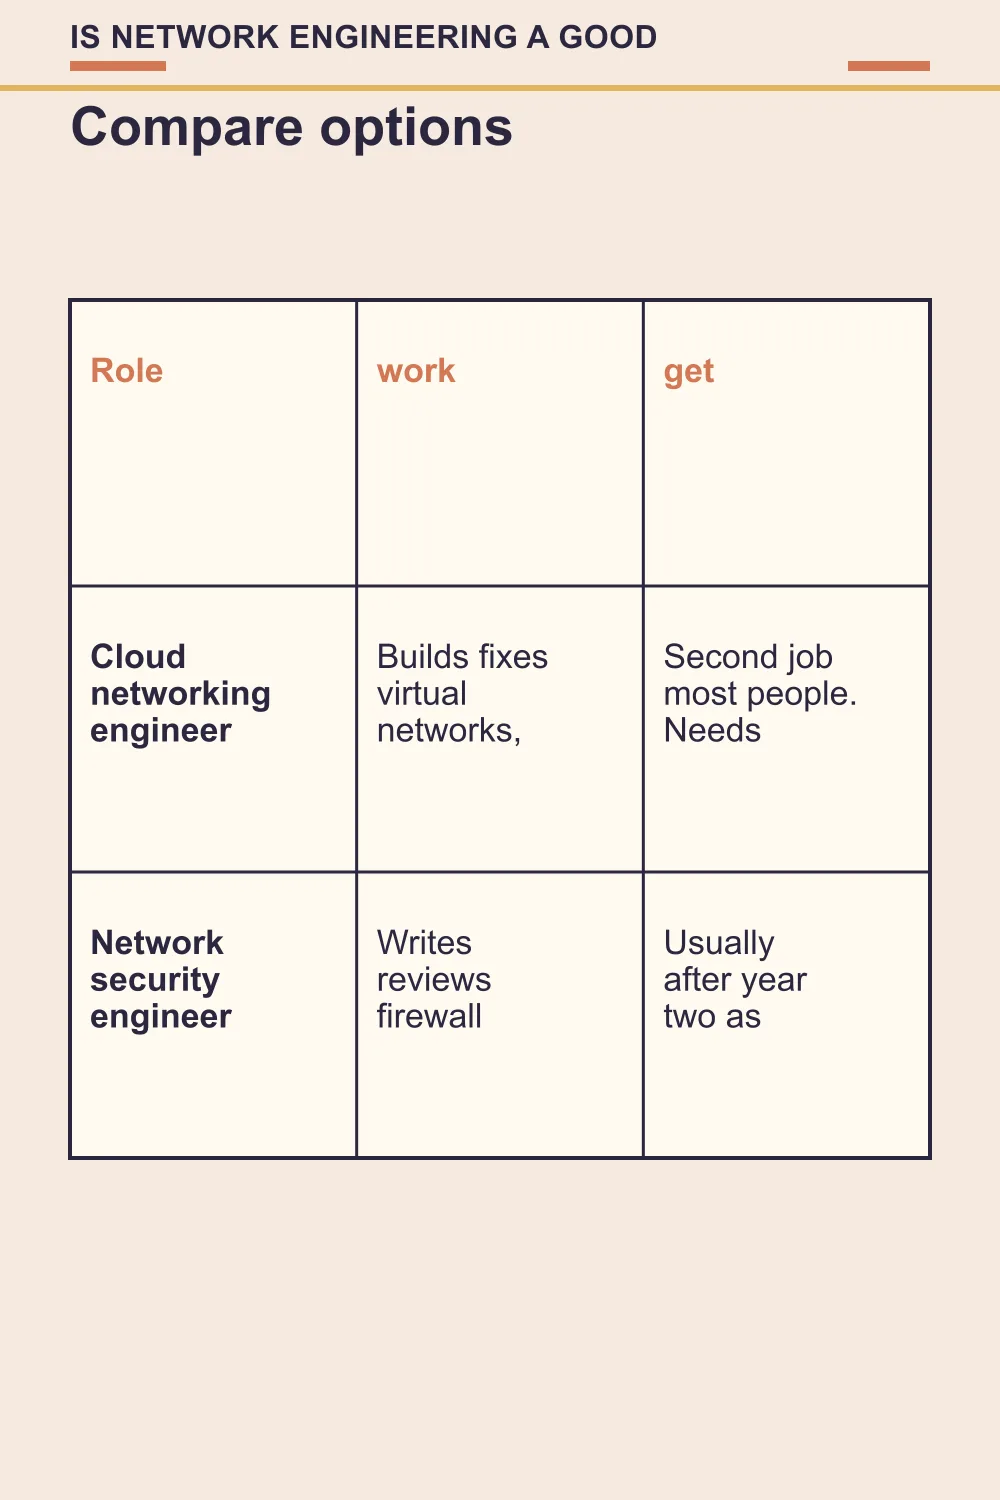 IS NETWORK ENGINEERING A GOOD
Compare options
Role
work
get
Cloud
networking
engineer
Builds fixes
virtual
networks,
Second job
most people.
Needs
Network
security
engineer
Writes
reviews
firewall
Usually
after year
two as